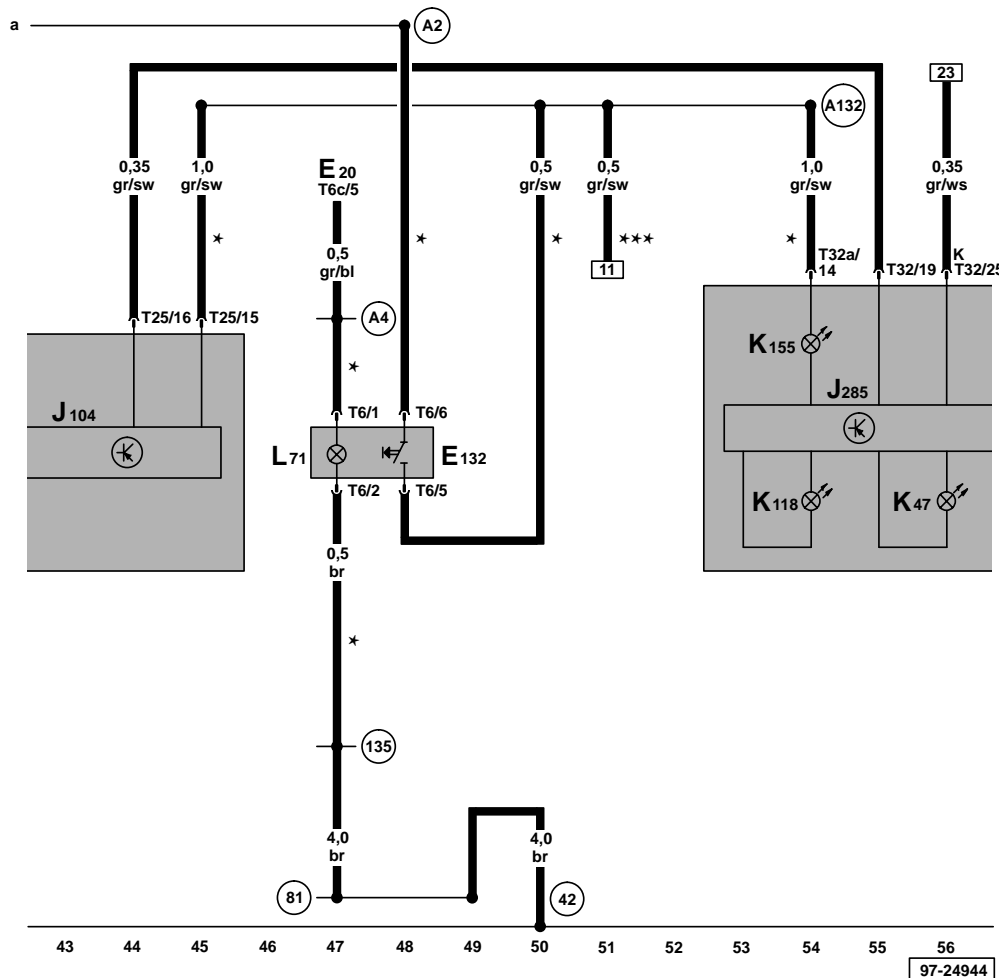 a
A2
23
A132
0,35
gr/sw
1,0
gr/sw
E 20
T6c/5
0,5
gr/sw
0,5
gr/sw
1,0
gr/sw
0,35
gr/ws
0,5
gr/bl
11
T32a/
14
T32/19
K
T32/25
T25/16
T25/15
A4
K 155
J 285
J 104
T6/1
T6/6
L 71
E 132
T6/2
T6/5
K 118
K 47
0,5
br
135
4,0
br
4,0
br
81
42
43 44 45 46 47 48 49 50 51 52 53 54 55 56
97-24944